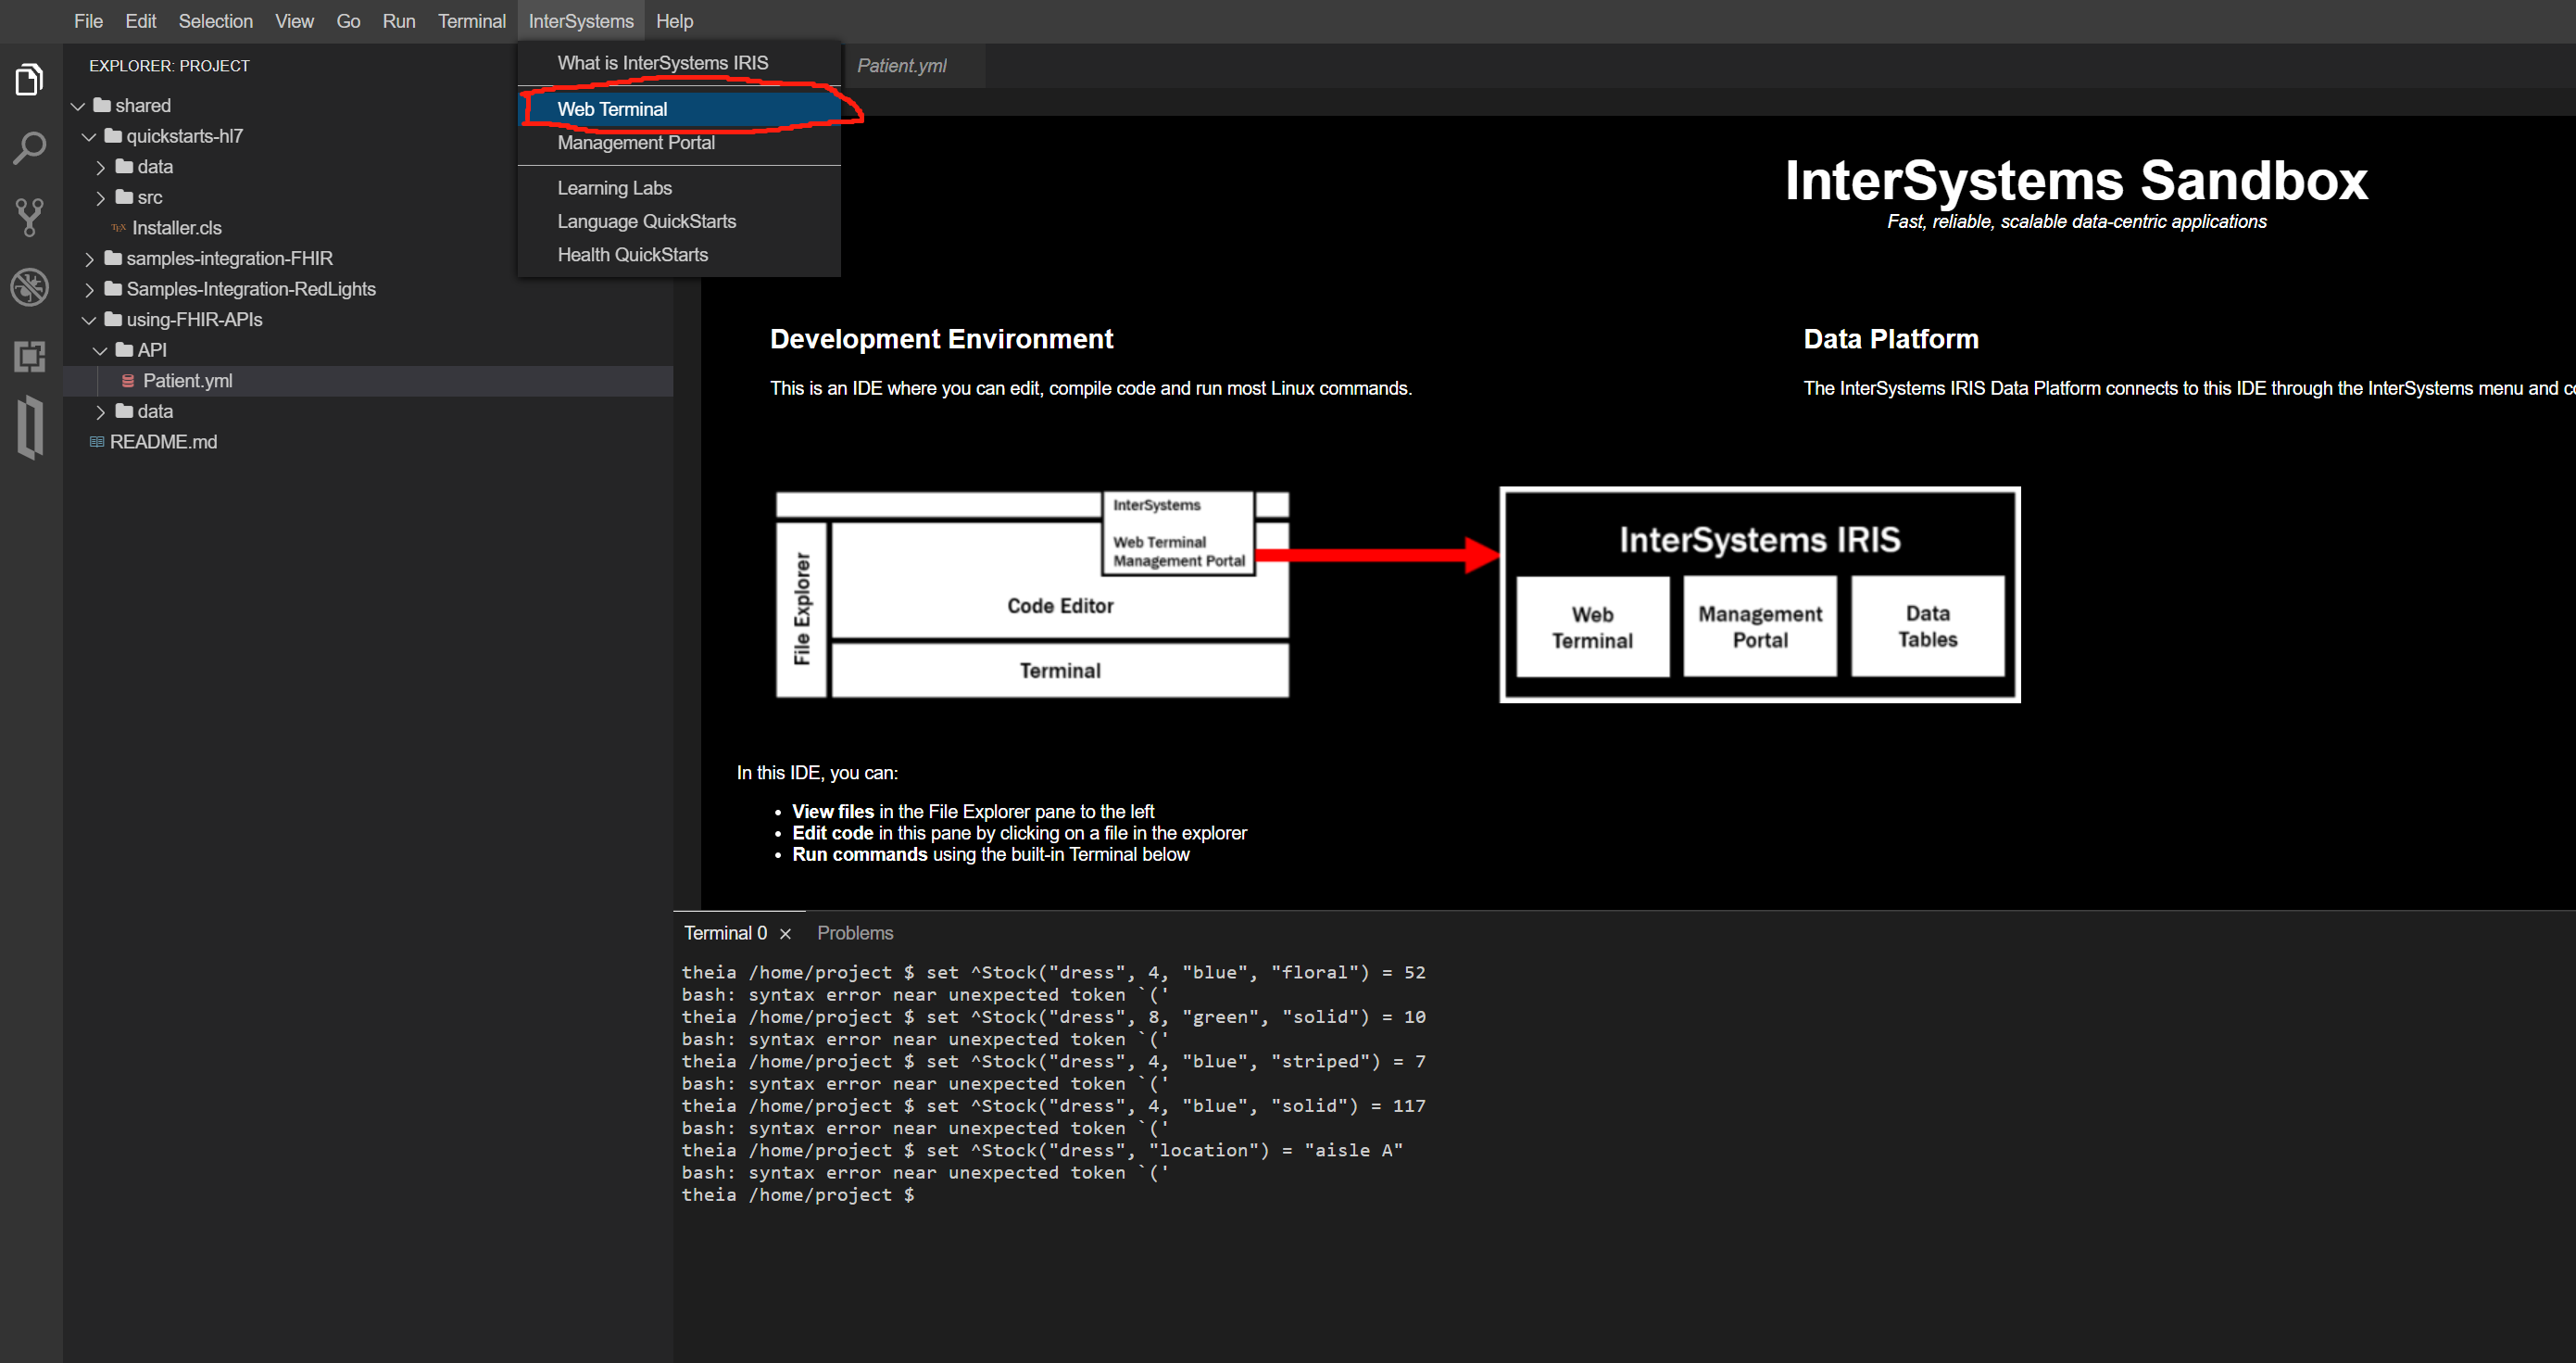 File Edit Selection View Go Run Terminal InterSystems Help
EXPLORER: PROJECT
shared
quickstarts-hl7
data
src
TEX Installer.cls
samples-integration-FHIR
Samples-Integration-RedLights
using-FHIR-APIs
API
Patient.yml
data
README.md
What is InterSystems IRIS
Web Terminal
Management Portal
Learning Labs
Language QuickStarts
Health QuickStarts
Patient.yml
InterSystems Sandbox
Fast, reliable, scalable data-centric applications
Development Environment
This is an IDE where you can edit, compile code and run most Linux commands.
Data Platform
The InterSystems IRIS Data Platform connects to this IDE through the InterSystems menu and
InterSystems
Web Terminal
Management Portal
File Explorer
Code Editor
Terminal
InterSystems IRIS
Web
Terminal
Management
Portal
Data
Tables
In this IDE, you can:
• View files in the File Explorer pane to the left
• Edit code in this pane by clicking on a file in the explorer
• Run commands using the built-in Terminal below
Terminal 0 × Problems
theia /home/project $ set ^Stock("dress", 4, "blue", "floral") = 52
bash: syntax error near unexpected token `('
theia /home/project $ set ^Stock("dress", 8, "green", "solid") = 10
bash: syntax error near unexpected token `('
theia /home/project $ set ^Stock("dress", 4, "blue", "striped") = 7
bash: syntax error near unexpected token `('
theia /home/project $ set ^Stock("dress", 4, "blue", "solid") = 117
bash: syntax error near unexpected token `('
theia /home/project $ set ^Stock("dress", "location") = "aisle A"
bash: syntax error near unexpected token `('
theia /home/project $